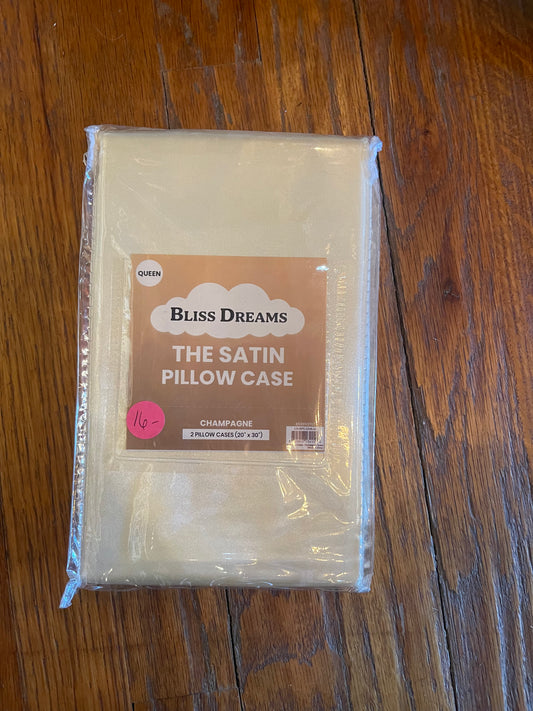 QUEEN
BLISS DREAMS
THE SATIN
PILLOW CASE
16-
CHAMPAGNE
2 PILLOW CASES (20" x 30")